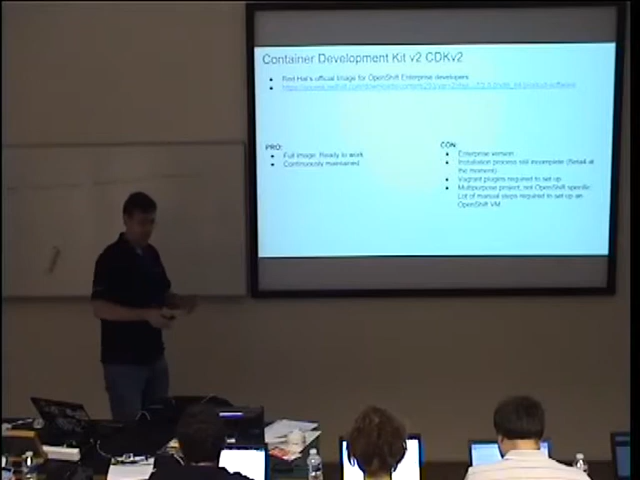 Container Development Kit v2 CDKv2
Red Hat's official Image for OpenShift Enterprise developers
PRO:
Full image. Ready to work
Continuously maintained
CON:
Enterprise version
Installation process still incomplete (Beta4 at
the moment)
Vagrant plugins required to set up
Multipurpose project, not OpenShift specific.
Lot of manual steps required to set up an
OpenShift VM.